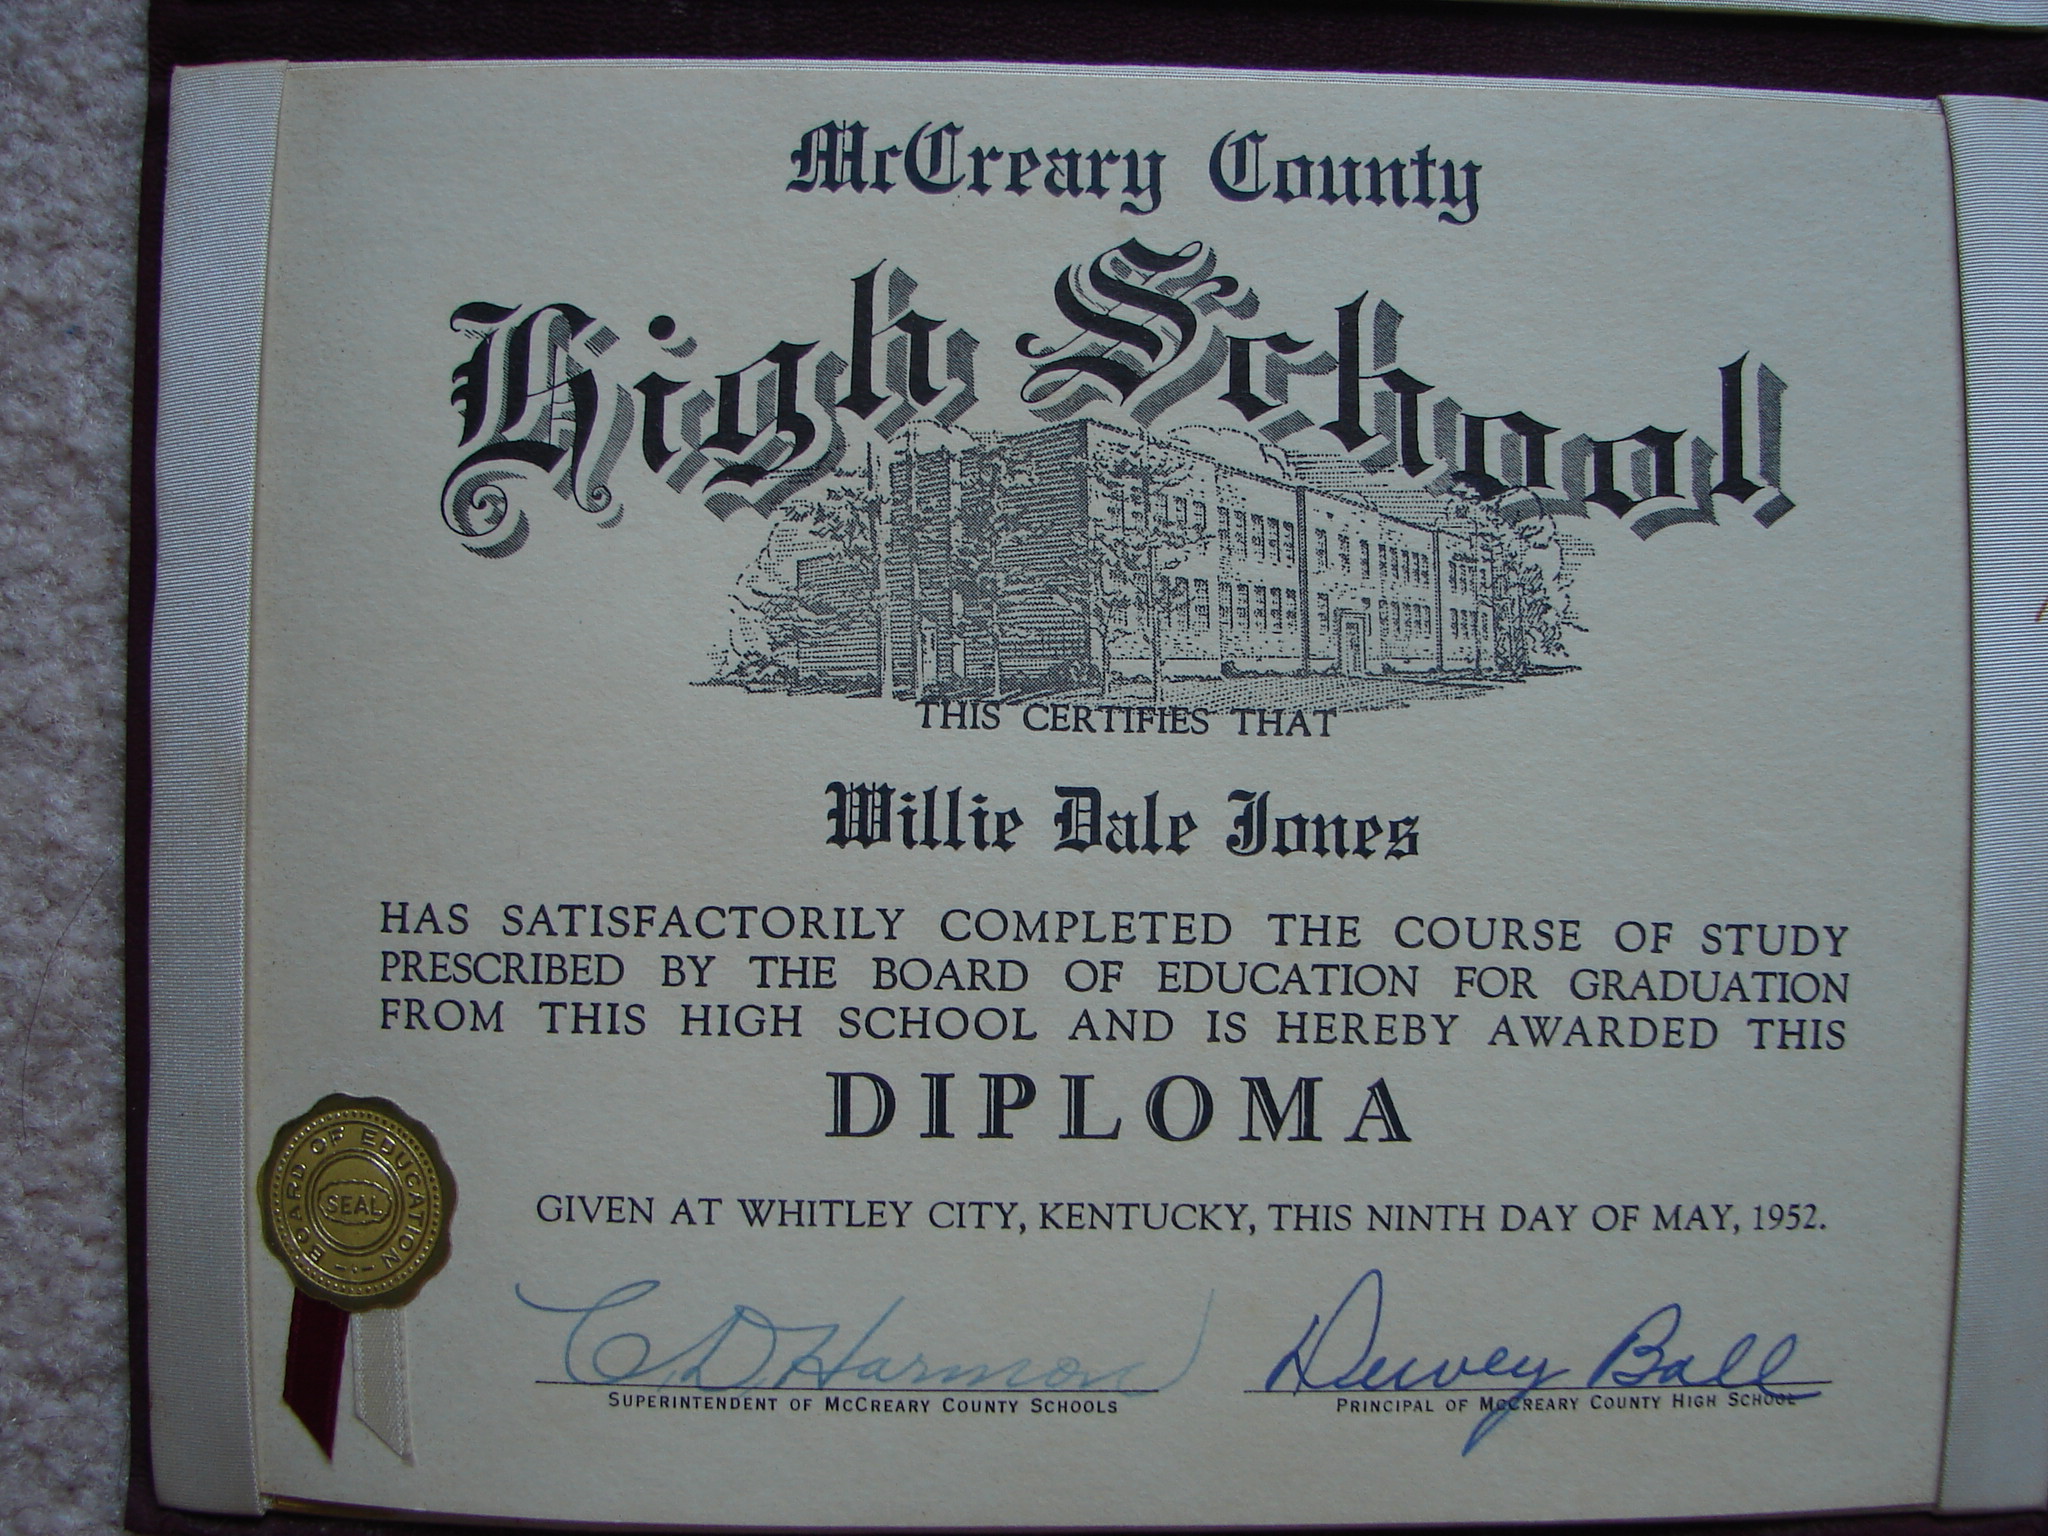 McCreary County
High School
THIS CERTIFIES THAT
Willie Dale Jones
HAS SATISFACTORILY COMPLETED THE COURSE OF STUDY
PRESCRIBED BY THE BOARD OF EDUCATION FOR GRADUATION
FROM THIS HIGH SCHOOL AND IS HEREBY AWARDED THIS
DIPLOMA
GIVEN AT WHITLEY CITY, KENTUCKY, THIS NINTH DAY OF MAY, 1952.
BOARD OF EDUCATION
SEAL
C. D. Harmon
SUPERINTENDENT OF MCCREARY COUNTY SCHOOLS
Dewey Ball
PRINCIPAL OF MCCREARY COUNTY HIGH SCHOOL